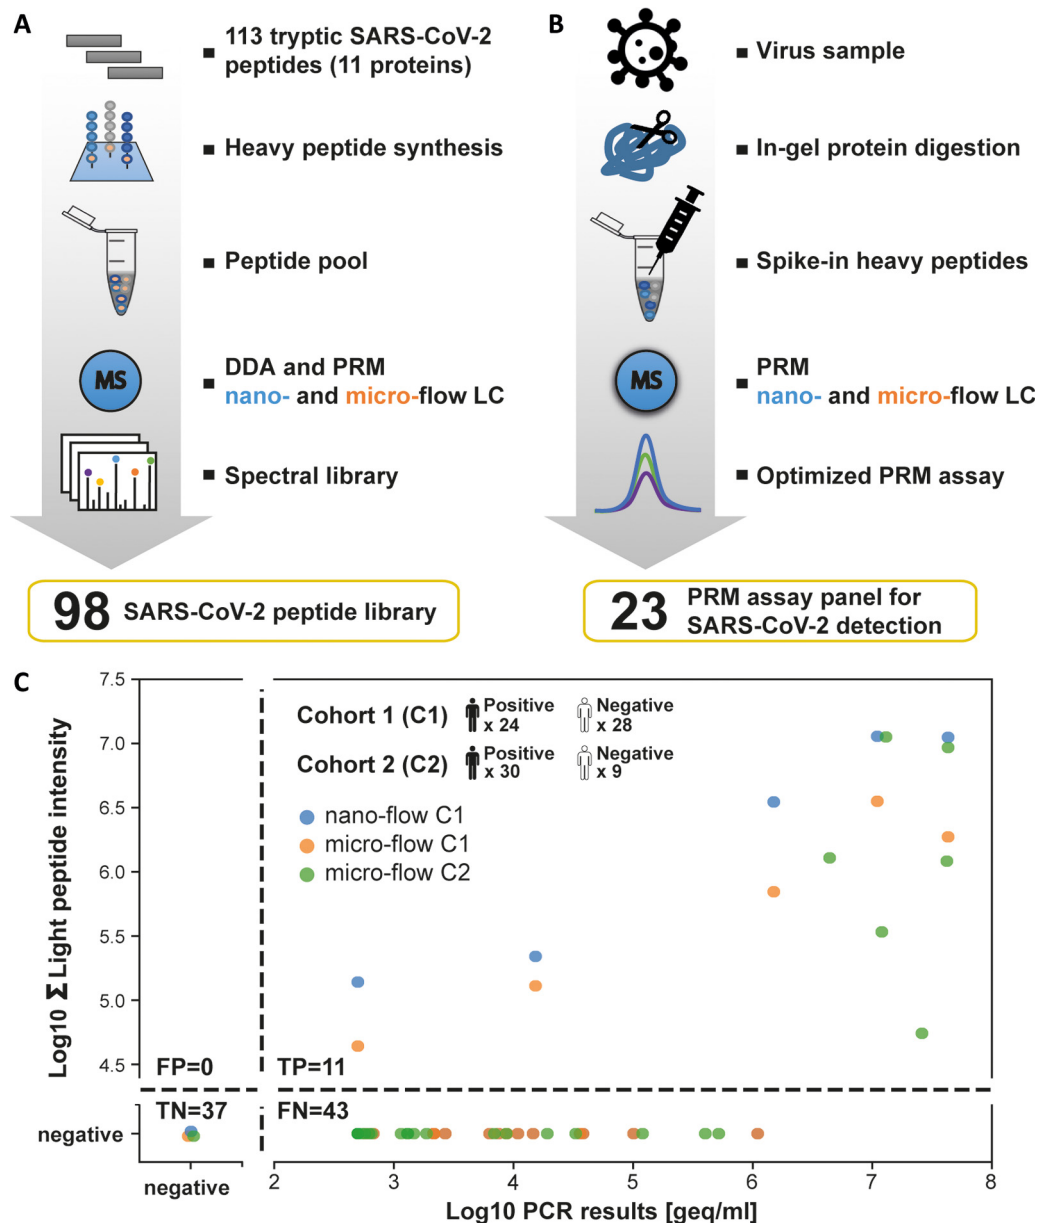 A
113 tryptic SARS-CoV-2
peptides (11 proteins)
Heavy peptide synthesis
Peptide pool
MS
DDA and PRM
nano- and micro-flow LC
Spectral library
98 SARS-CoV-2 peptide library
B
Virus sample
In-gel protein digestion
Spike-in heavy peptides
MS
PRM
nano- and micro-flow LC
Optimized PRM assay
23 PRM assay panel for
SARS-CoV-2 detection
C
Log10 Σ Light peptide intensity
7.5
7.0
6.5
6.0
5.5
5.0
4.5
negative
Cohort 1 (C1) Positive x 24 Negative x 28
Cohort 2 (C2) Positive x 30 Negative x 9
nano-flow C1
micro-flow C1
micro-flow C2
FP=0
TP=11
TN=37
FN=43
negative
2 3 4 5 6 7 8
Log10 PCR results [geq/ml]